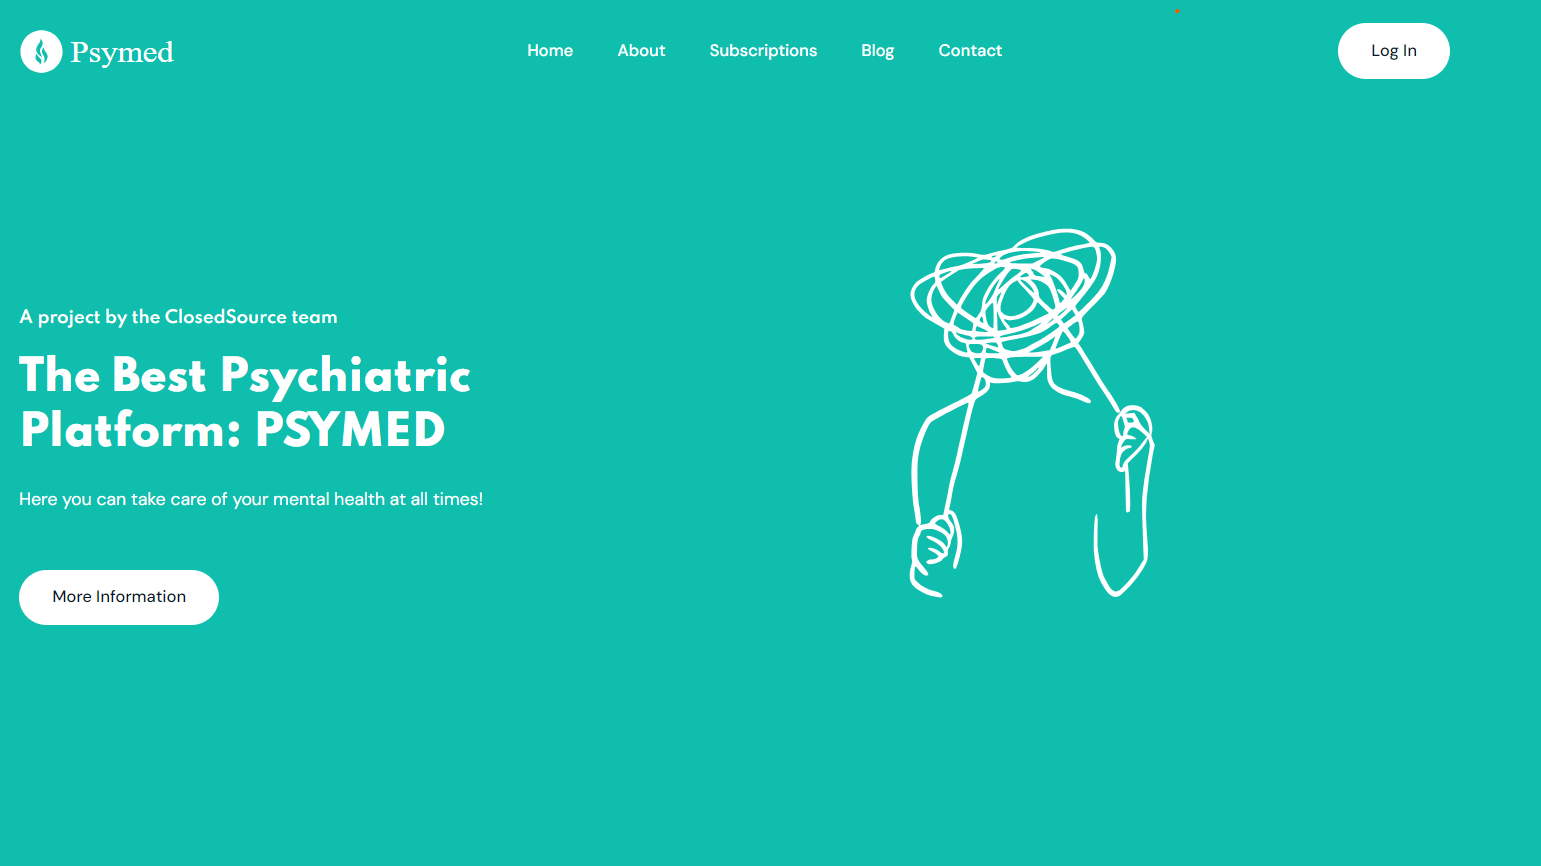 Psymed
Home
About
Subscriptions
Blog
Contact
Log In
A project by the ClosedSource team
The Best Psychiatric
Platform: PSYMED
Here you can take care of your mental health at all times!
More Information